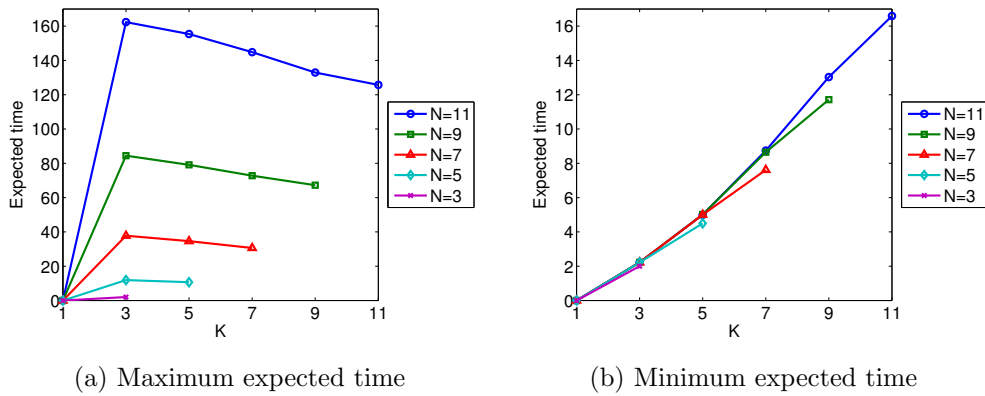 160
140
120
100
80
60
40
20
0
Expected time
1 3 5 7 9 11
K
N=11
N=9
N=7
N=5
N=3
(a) Maximum expected time
16
14
12
10
8
6
4
2
0
Expected time
1 3 5 7 9 11
K
N=11
N=9
N=7
N=5
N=3
(b) Minimum expected time